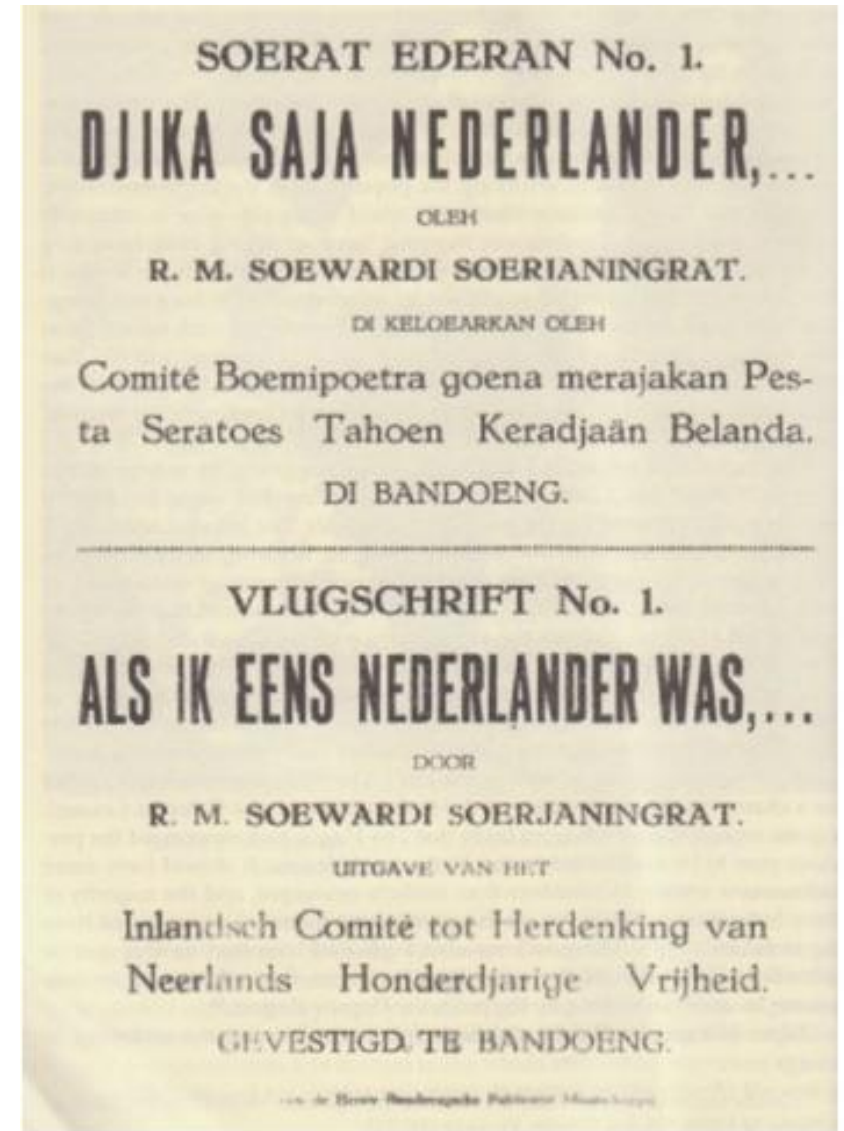 SOERAT EDERAN No. 1.
DJIKA SAJA NEDERLANDER,...
OLEH
R. M. SOEWARDI SOERIANINGRAT.
DI KELOEARKAN OLEH
Comité Boemipoetra goena merajakan Pes-
ta Seratoes Tahoen Keradjaän Belanda.
DI BANDOENG.
VLUGSCHRIFT No. 1.
ALS IK EENS NEDERLANDER WAS,...
DOOR
R. M. SOEWARDI SOERJANINGRAT.
UITGAVE VAN HET
Inlandsch Comité tot Herdenking van
Neerlands Honderdjarige Vrijheid.
GEVESTIGD TE BANDOENG.
de